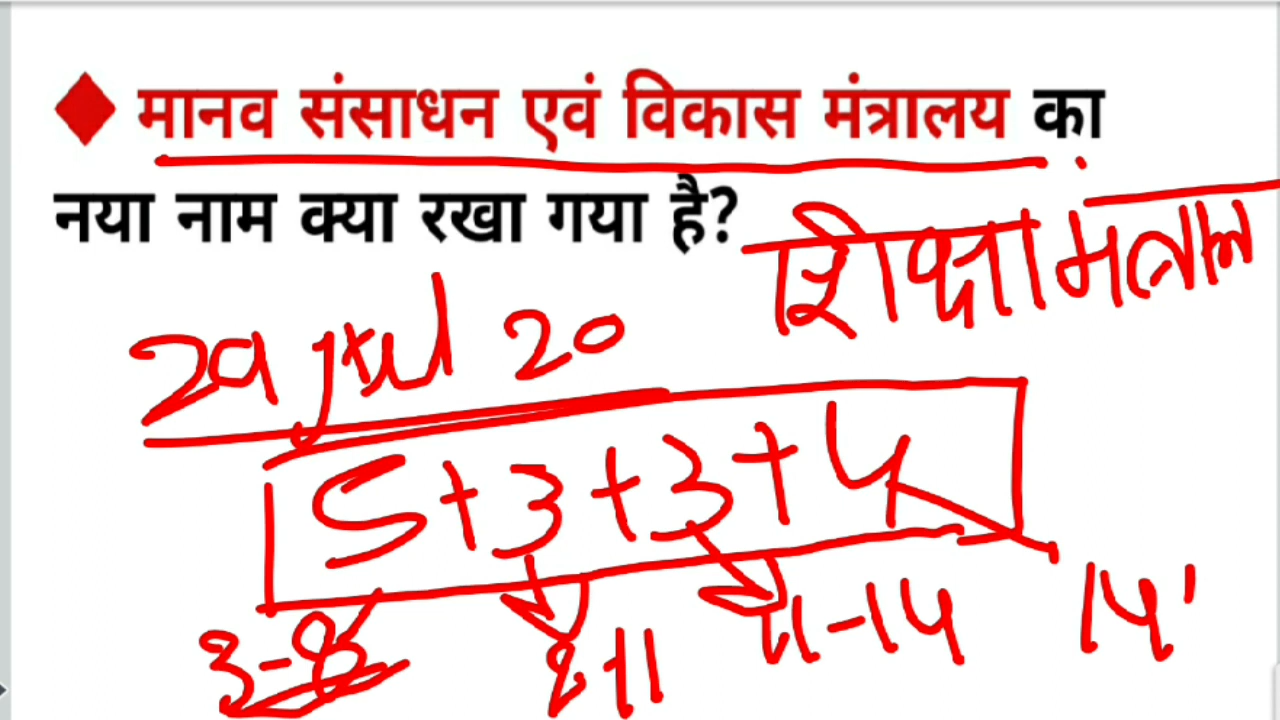 मानव संसाधन एवं विकास मंत्रालय का
नया नाम क्या रखा गया है?
शिक्षा मंत्राल
29 Jul 20
5+3+3+4
3-8 8-11 11-14 14'